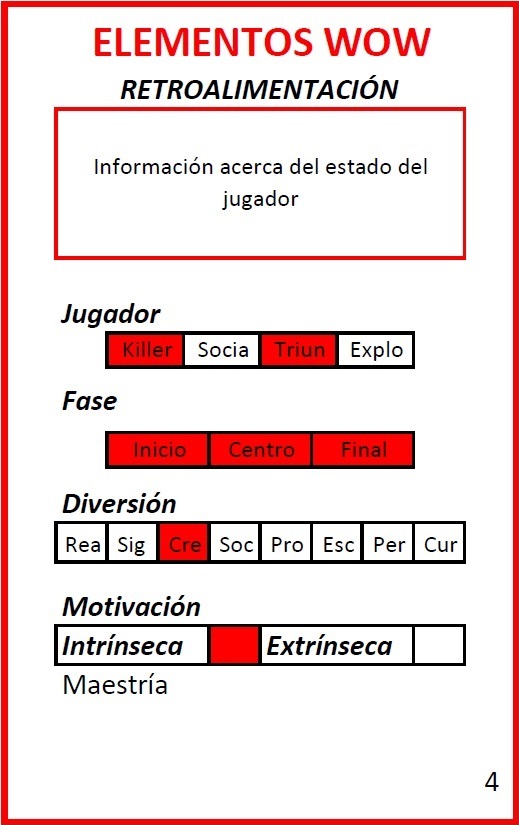 ELEMENTOS WOW
RETROALIMENTACIÓN
Información acerca del estado del
jugador
Jugador
Killer Socia Triun Explo
Fase
Inicio Centro Final
Diversión
Rea Sig Cre Soc Pro Esc Per Cur
Motivación
Intrínseca Extrínseca
Maestría
4